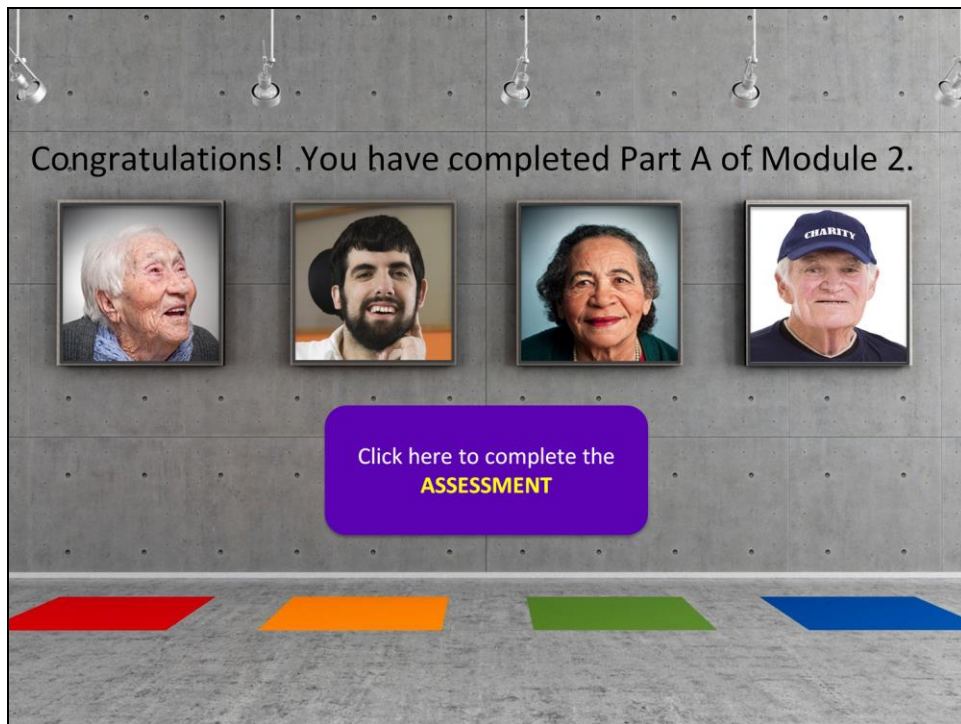 Congratulations!  You have completed Part A of Module 2.
CHARITY
Click here to complete the
ASSESSMENT